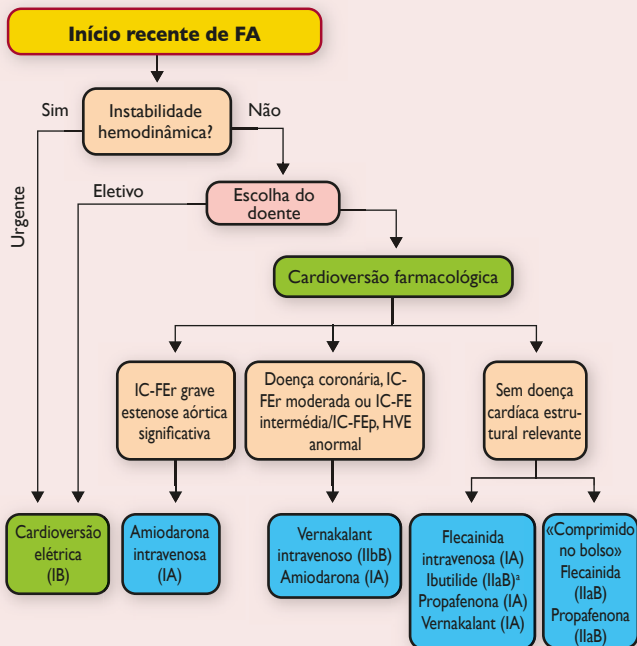 Início recente de FA
Sim
Instabilidade
hemodinâmica?
Não
Urgente
Eletivo
Escolha do
doente
Cardioversão farmacológica
IC-FEr grave
estenose aórtica
significativa
Doença coronária, IC-
FEr moderada ou IC-FE
intermédia/IC-FEp, HVE
anormal
Sem doença
cardíaca estru-
tural relevante
Cardioversão
elétrica
(IB)
Amiodarona
intravenosa
(IA)
Vernakalant
intravenoso (IIbB)
Amiodarona (IA)
Flecainida
intravenosa (IA)
Ibutilide (IIaB)ª
Propafenona (IA)
Vernakalant (IA)
«Comprimido
no bolso»
Flecainida
(IIaB)
Propafenona
(IIaB)